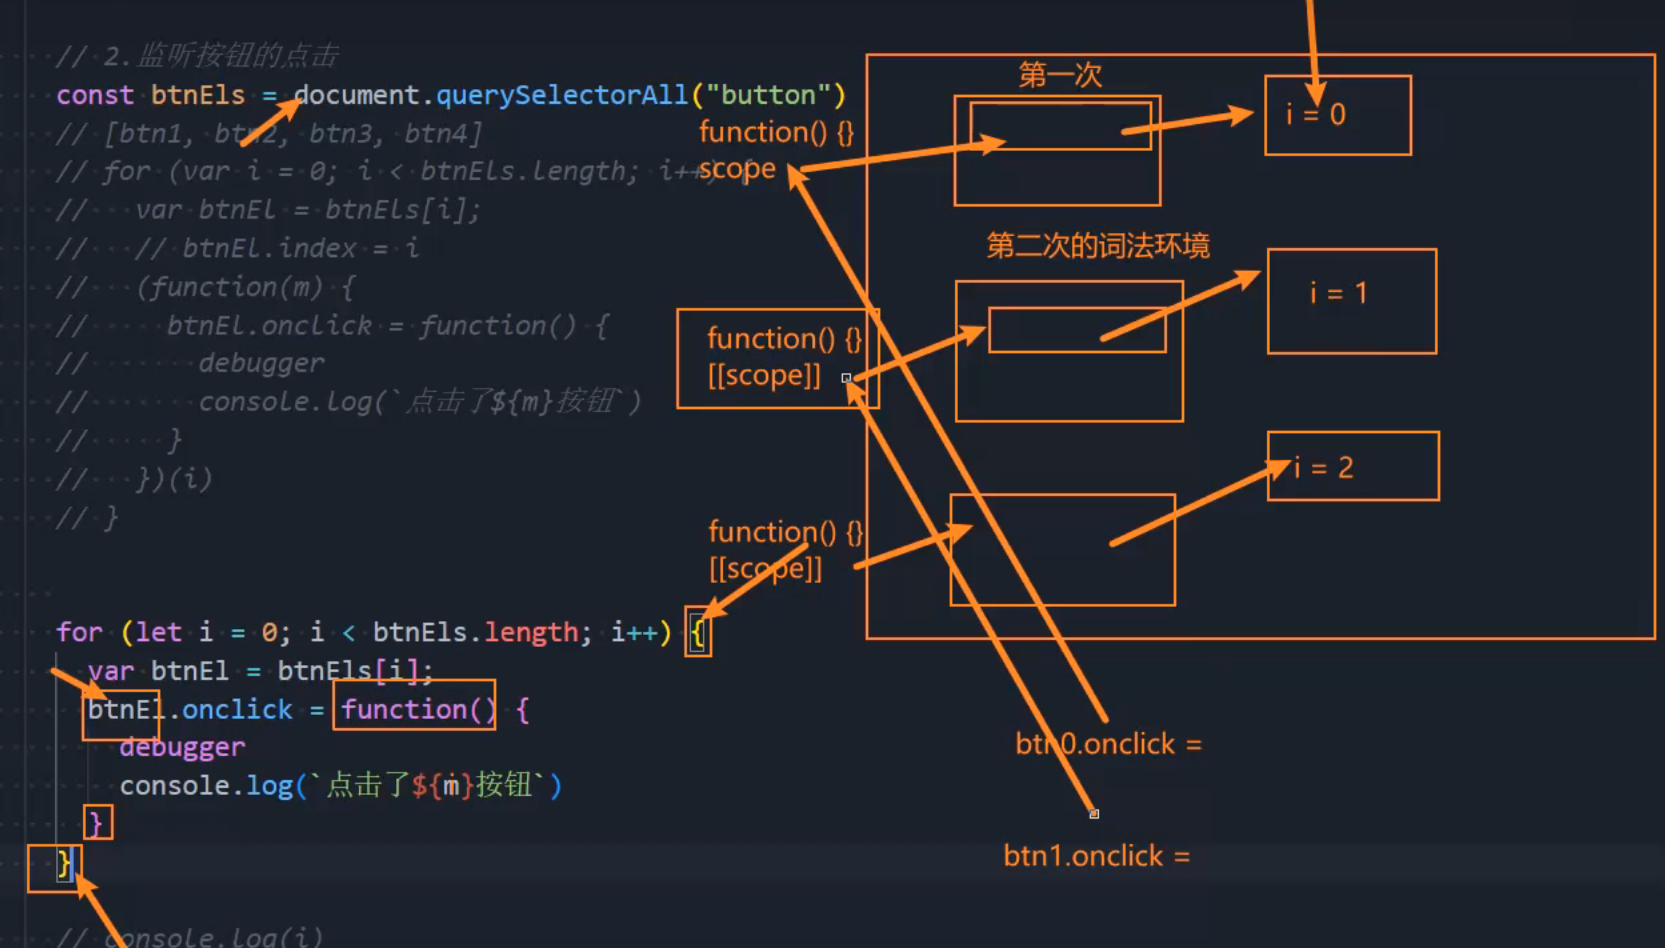 // 2.监听按钮的点击
const btnEls = document.querySelectorAll("button")
// [btn1, btn2, btn3, btn4]
// for (var i = 0; i < btnEls.length; i++) {
//   var btnEl = btnEls[i];
//   // btnEl.index = i
//   (function(m) {
//     btnEl.onclick = function() {
//       debugger
//       console.log(`点击了${m}按钮`)
//     }
//   })(i)
// }
for (let i = 0; i < btnEls.length; i++) {
  var btnEl = btnEls[i];
  btnEl.onclick = function() {
    debugger
    console.log(`点击了${m}按钮`)
  }
}
// console.log(i)
function() {}
scope
第一次
i = 0
第二次的词法环境
function() {}
[[scope]]
i = 1
function() {}
[[scope]]
i = 2
btn0.onclick =
btn1.onclick =